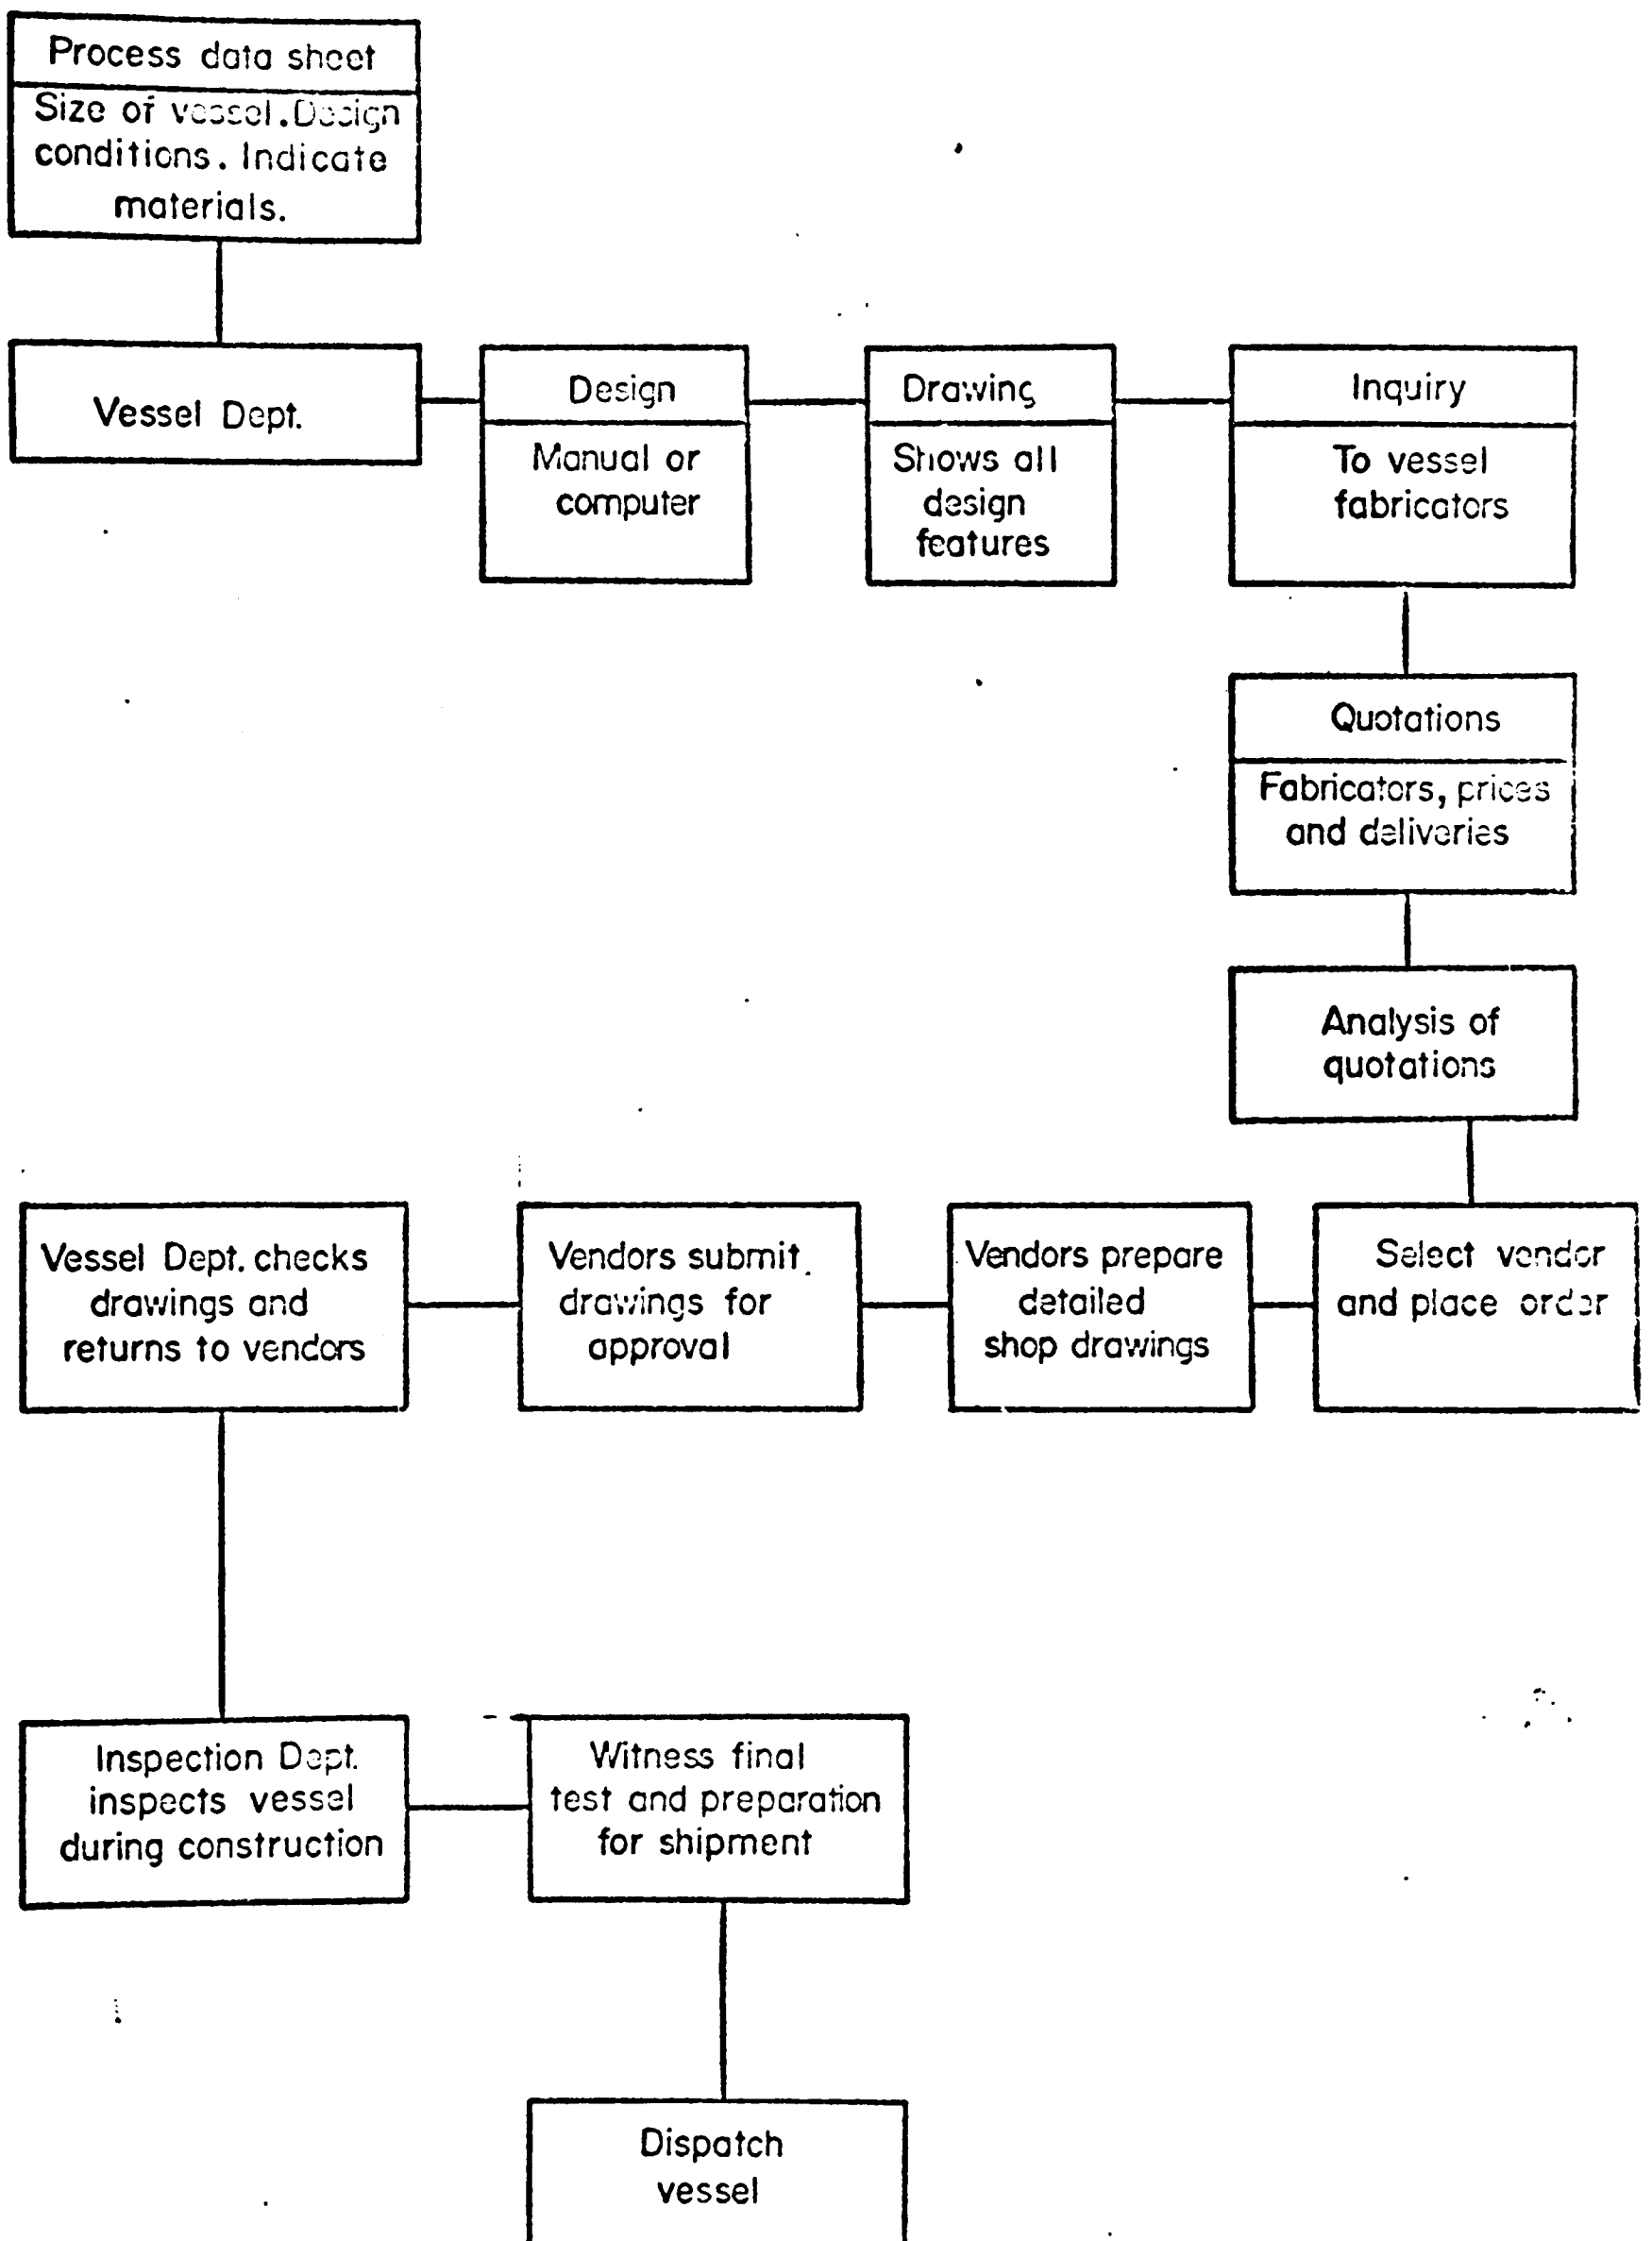 Process data sheet
Size of vessel. Design
conditions. Indicate
materials.
Vessel Dept.
Design
Manual or
computer
Drawing
Shows all
design
features
Inquiry
To vessel
fabricators
Quotations
Fabricators, prices
and deliveries
Analysis of
quotations
Select vendor
and place order
Vendors prepare
detailed
shop drawings
Vendors submit
drawings for
approval
Vessel Dept. checks
drawings and
returns to vendors
Inspection Dept.
inspects vessel
during construction
Witness final
test and preparation
for shipment
Dispatch
vessel